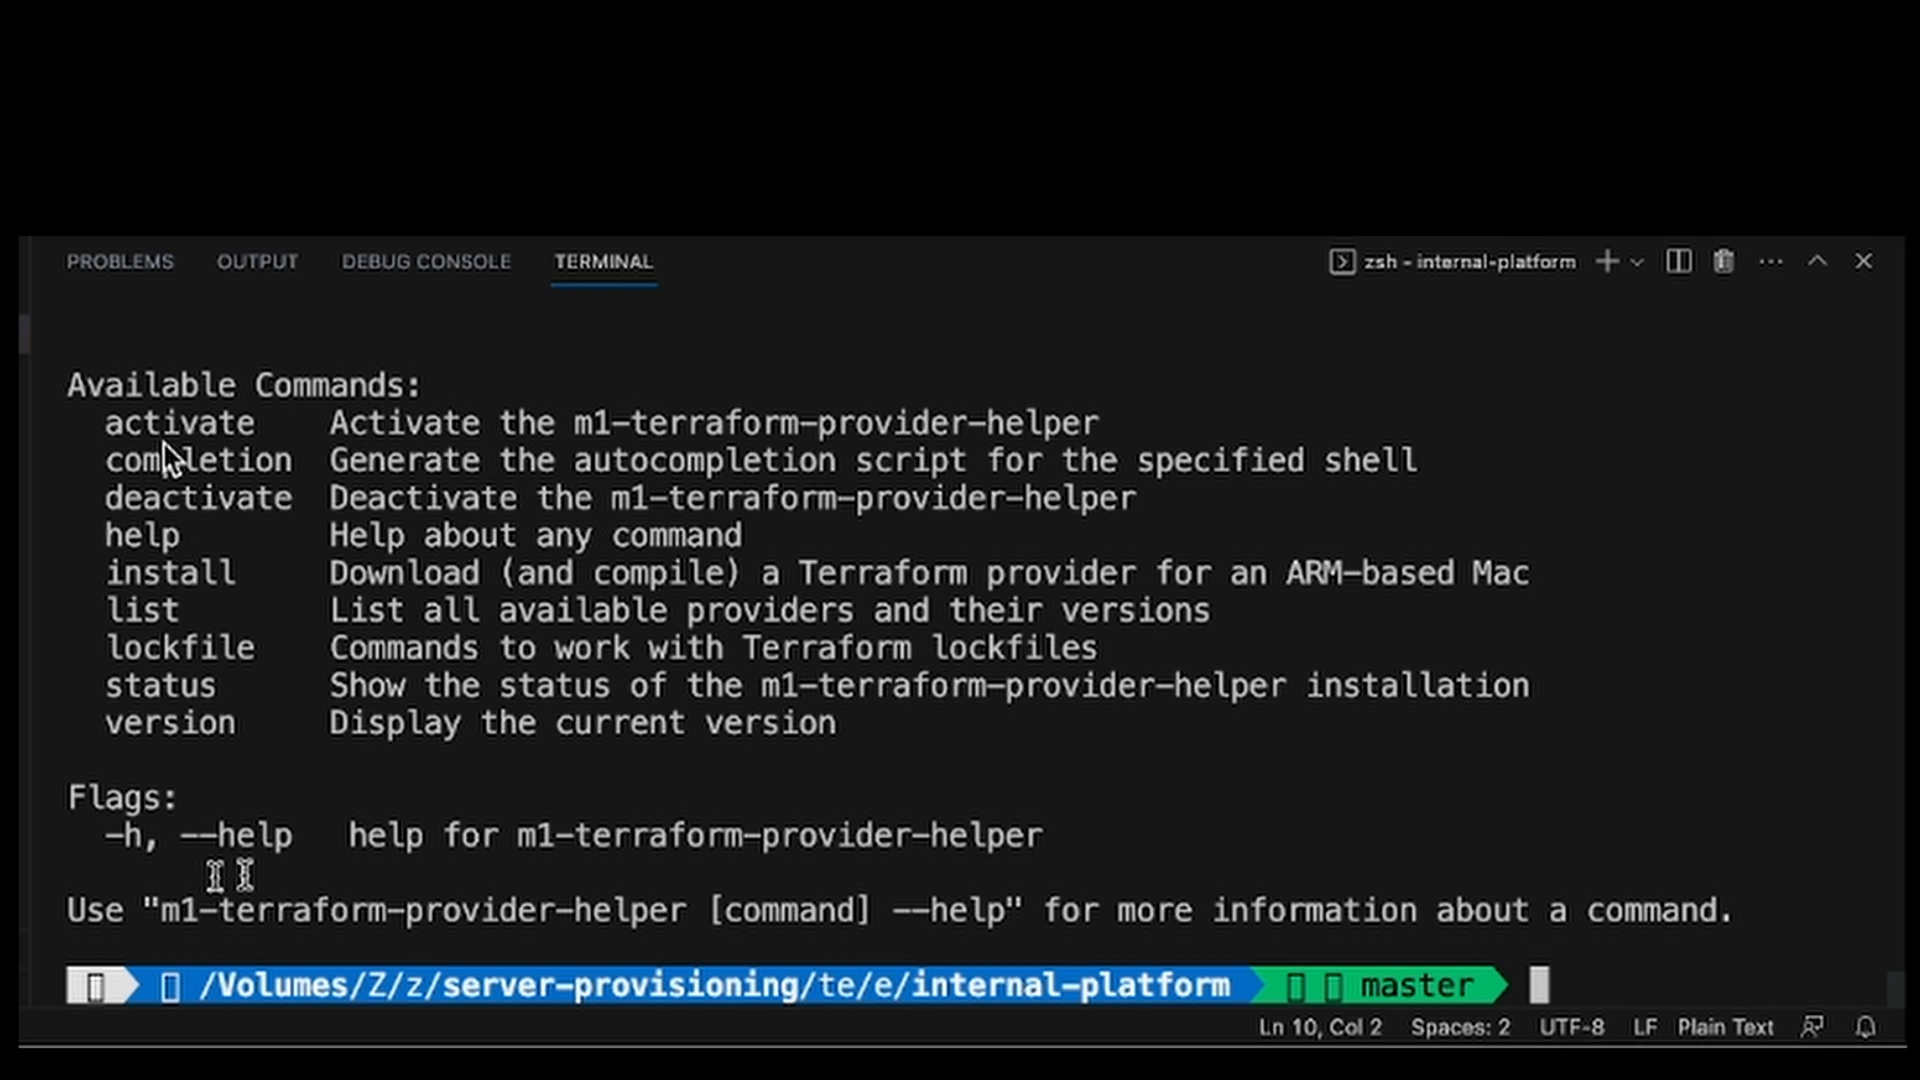 PROBLEMS OUTPUT DEBUG CONSOLE TERMINAL zsh - internal-platform
Available Commands:
activate Activate the m1-terraform-provider-helper
completion Generate the autocompletion script for the specified shell
deactivate Deactivate the m1-terraform-provider-helper
help Help about any command
install Download (and compile) a Terraform provider for an ARM-based Mac
list List all available providers and their versions
lockfile Commands to work with Terraform lockfiles
status Show the status of the m1-terraform-provider-helper installation
version Display the current version
Flags:
-h, --help help for m1-terraform-provider-helper
Use "m1-terraform-provider-helper [command] --help" for more information about a command.
/Volumes/Z/z/server-provisioning/te/e/internal-platform master
Ln 10, Col 2 Spaces: 2 UTF-8 LF Plain Text